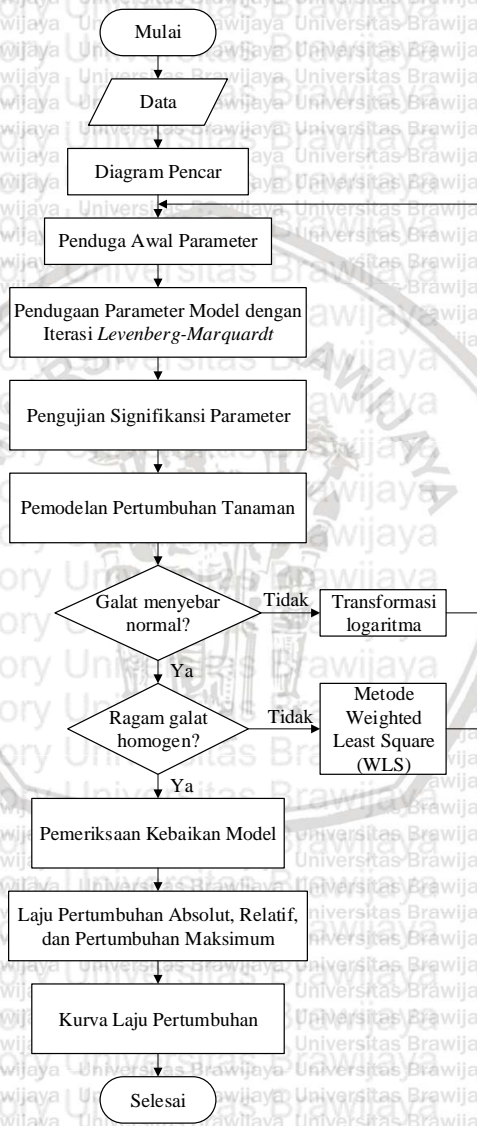 Mulai
Data
Diagram Pencar
Penduga Awal Parameter
Pendugaan Parameter Model dengan
Iterasi Levenberg-Marquardt
Pengujian Signifikansi Parameter
Pemodelan Pertumbuhan Tanaman
Galat menyebar
normal?
Tidak
Transformasi
logaritma
Ya
Ragam galat
homogen?
Tidak
Metode
Weighted
Least Square
(WLS)
Ya
Pemeriksaan Kebaikan Model
Laju Pertumbuhan Absolut, Relatif,
dan Pertumbuhan Maksimum
Kurva Laju Pertumbuhan
Selesai